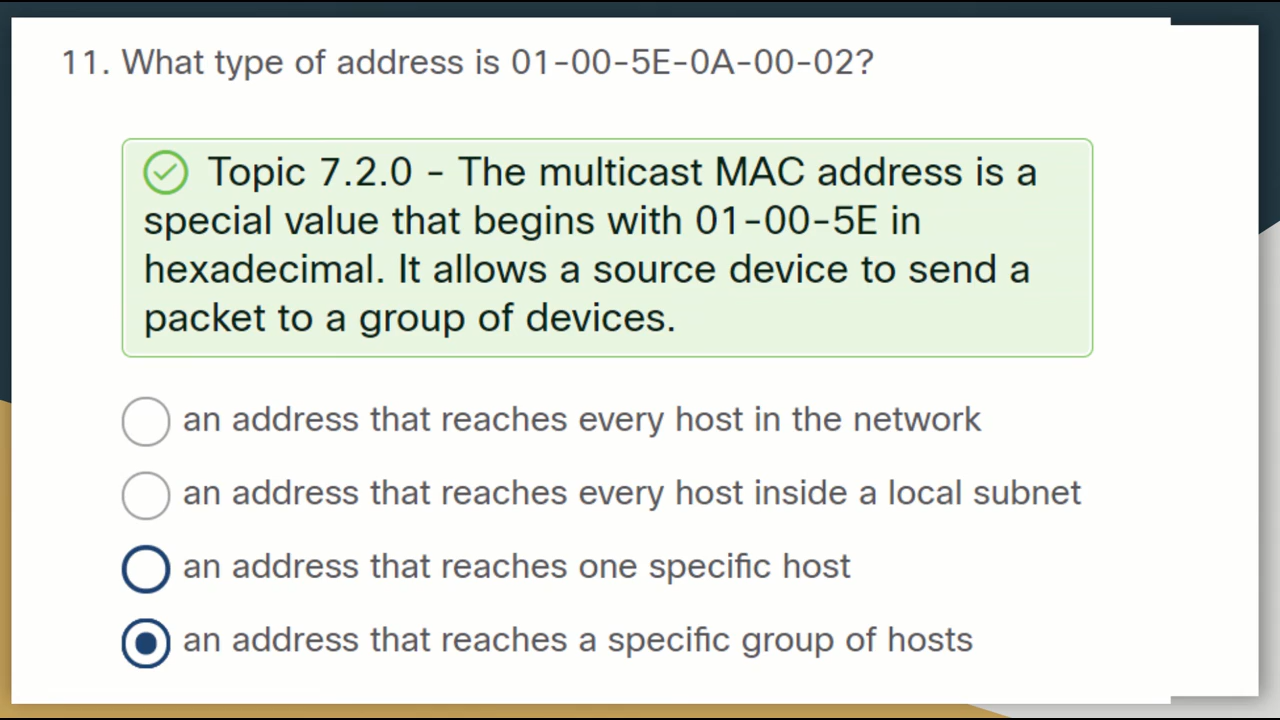 11. What type of address is 01-00-5E-0A-00-02?
Topic 7.2.0 - The multicast MAC address is a
special value that begins with 01-00-5E in
hexadecimal. It allows a source device to send a
packet to a group of devices.
an address that reaches every host in the network
an address that reaches every host inside a local subnet
an address that reaches one specific host
an address that reaches a specific group of hosts